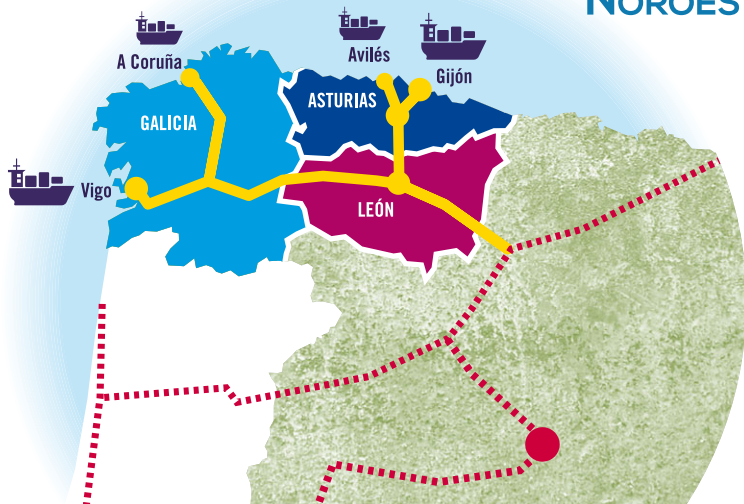 NOROES
A Coruña
Avilés
Gijón
ASTURIAS
GALICIA
Vigo
LEÓN